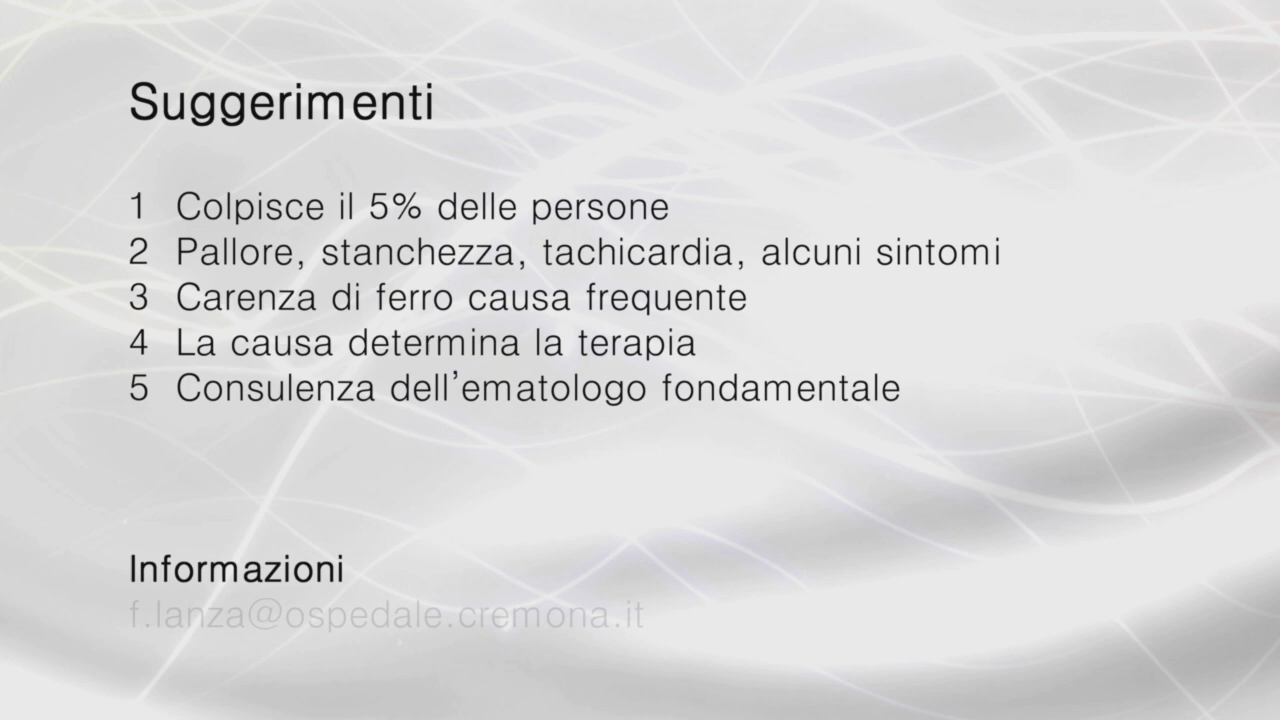 Suggerimenti
1 Colpisce il 5% delle persone
2 Pallore, stanchezza, tachicardia, alcuni sintomi
3 Carenza di ferro causa frequente
4 La causa determina la terapia
5 Consulenza dell'ematologo fondamentale
Informazioni
f.lanza@ospedale.cremona.it